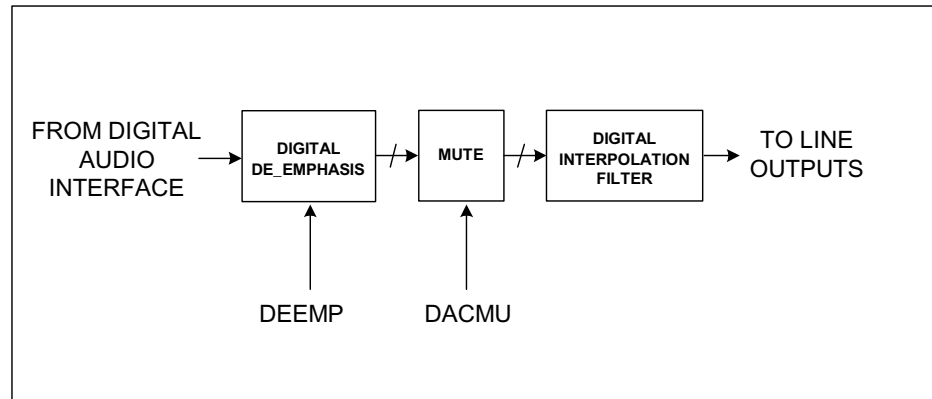 FROM DIGITAL
AUDIO
INTERFACE
DIGITAL
DE_EMPHASIS
MUTE
DIGITAL
INTERPOLATION
FILTER
TO LINE
OUTPUTS
DEEMP
DACMU